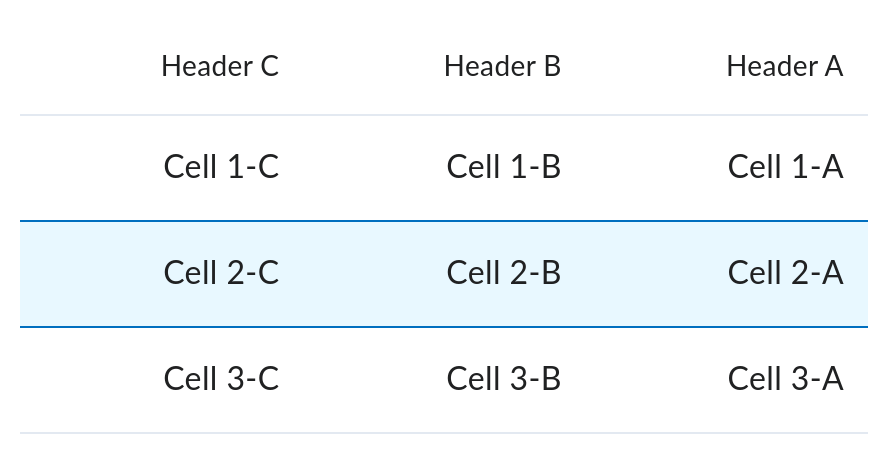 Header C Header B Header A
Cell 1-C Cell 1-B Cell 1-A
Cell 2-C Cell 2-B Cell 2-A
Cell 3-C Cell 3-B Cell 3-A